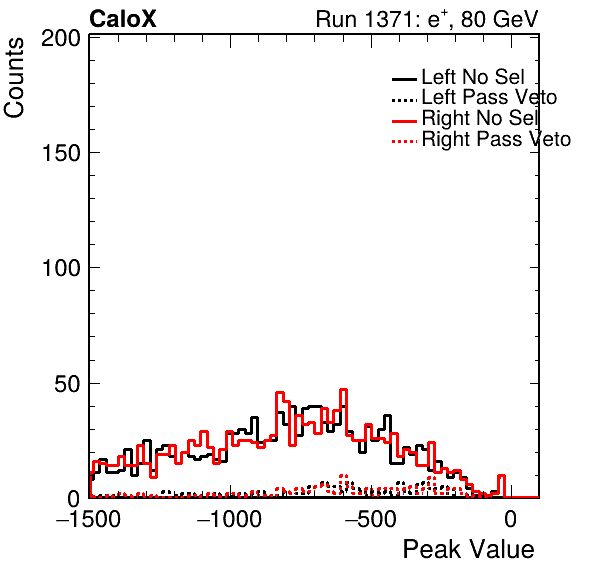 CaloX Run 1371: e+, 80 GeV
Counts
200
150
100
50
0
Left No Sel
Left Pass Veto
Right No Sel
Right Pass Veto
−1500 −1000 −500 0
Peak Value